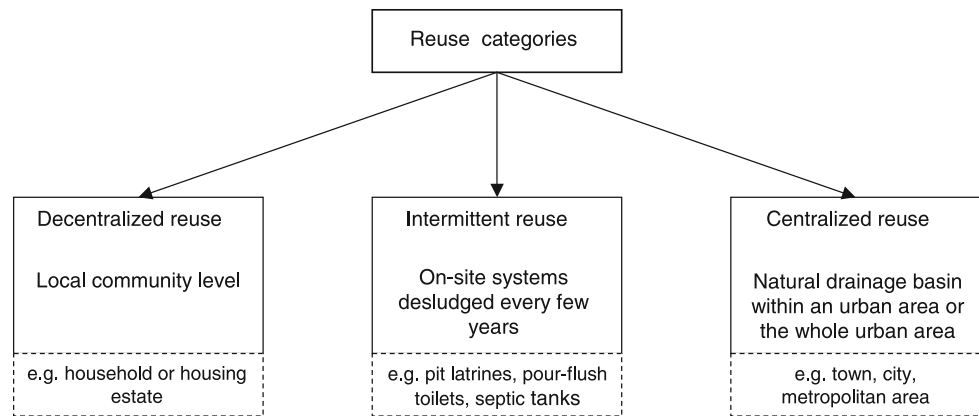 Reuse categories
Decentralized reuse
Local community level
e.g. household or housing
estate
Intermittent reuse
On-site systems
desludged every few
years
e.g. pit latrines, pour-flush
toilets, septic tanks
Centralized reuse
Natural drainage basin
within an urban area or
the whole urban area
e.g. town, city,
metropolitan area